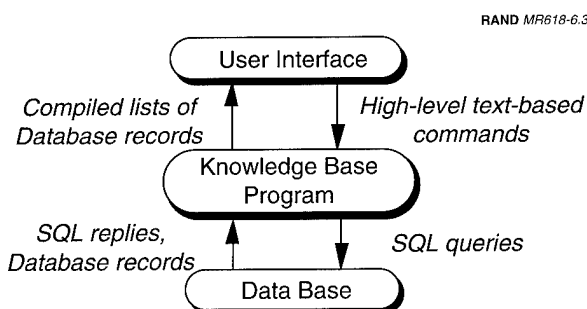 RAND MR618-6.3
User Interface
Compiled lists of
Database records
High-level text-based
commands
Knowledge Base
Program
SQL replies,
Database records
SQL queries
Data Base